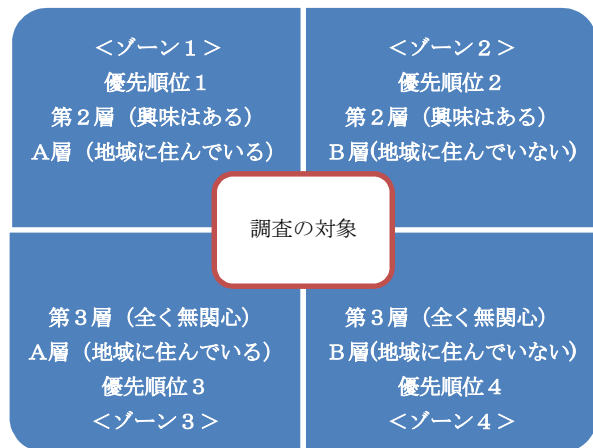 ＜ゾーン１＞
優先順位１
第２層（興味はある）
Ａ層（地域に住んでいる）
＜ゾーン２＞
優先順位２
第２層（興味はある）
Ｂ層(地域に住んでいない)
調査の対象
第３層（全く無関心）
Ａ層（地域に住んでいる）
優先順位３
＜ゾーン３＞
第３層（全く無関心）
Ｂ層(地域に住んでいない)
優先順位４
＜ゾーン４＞